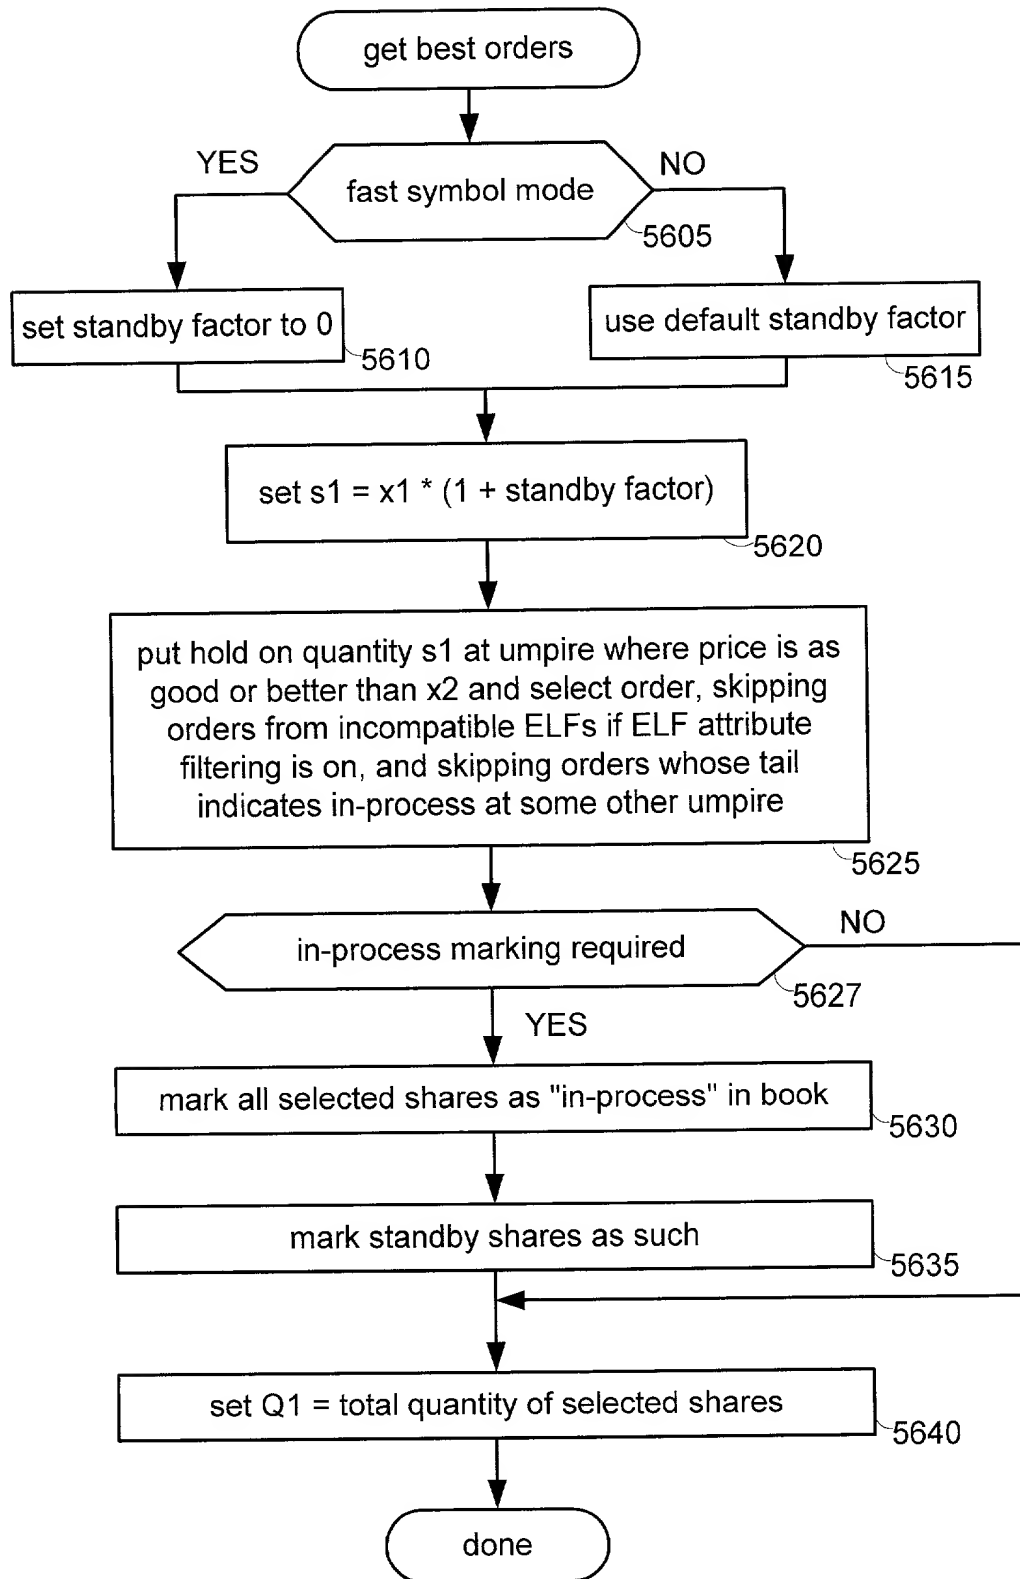 get best orders
YES
NO
fast symbol mode
5605
set standby factor to 0
use default standby factor
5610
5615
set s1 = x1 * (1 + standby factor)
5620
put hold on quantity s1 at umpire where price is as
good or better than x2 and select order, skipping
orders from incompatible ELFs if ELF attribute
filtering is on, and skipping orders whose tail
indicates in-process at some other umpire
5625
NO
in-process marking required
5627
YES
mark all selected shares as "in-process" in book
5630
mark standby shares as such
5635
set Q1 = total quantity of selected shares
5640
done